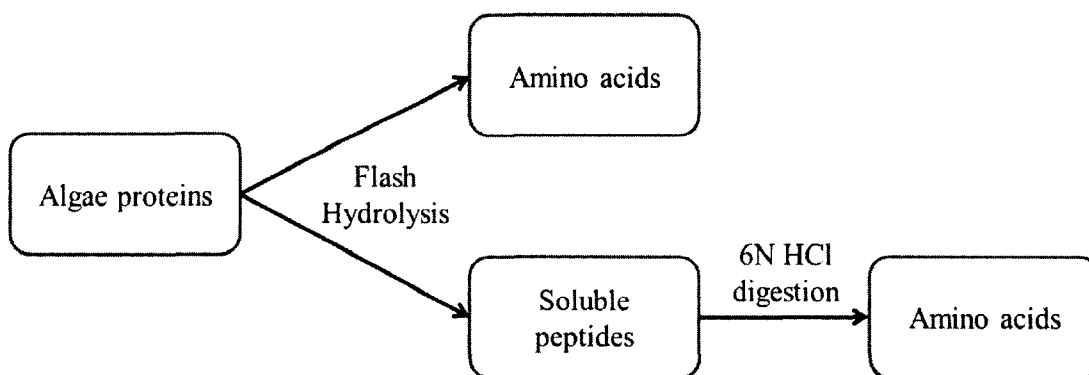 Amino acids
Algae proteins
Flash
Hydrolysis
6N HCl
digestion
Soluble
peptides
Amino acids